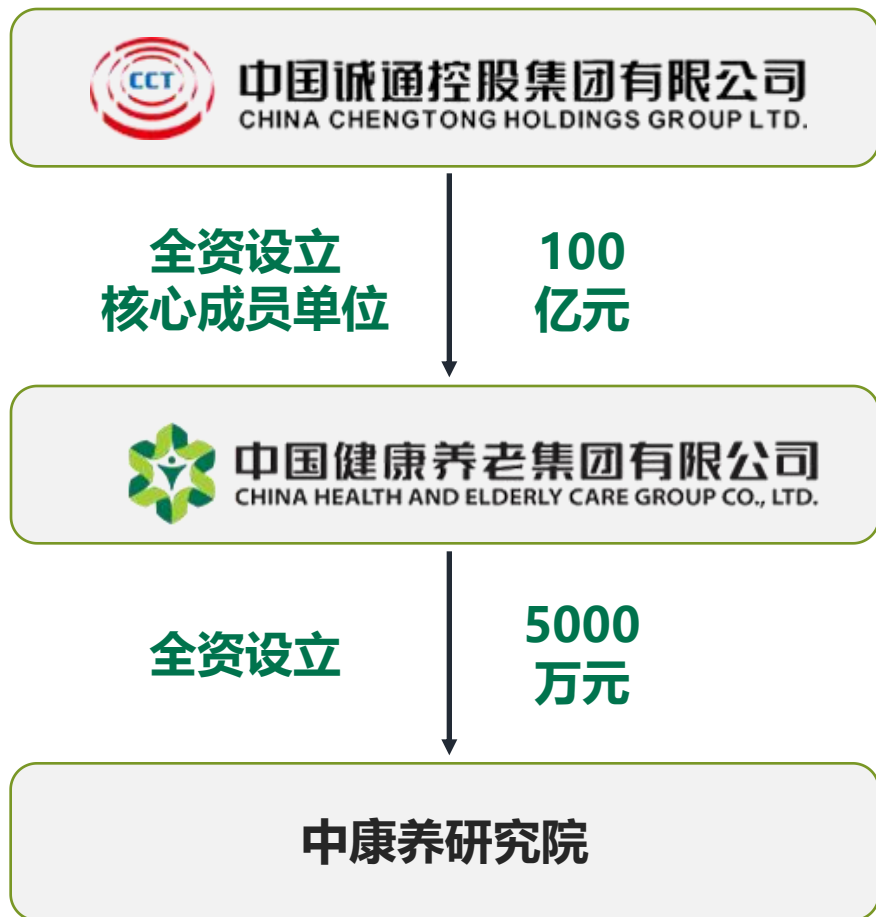 CCT
中国诚通控股集团有限公司
CHINA CHENGTONG HOLDINGS GROUP LTD.
全资设立
核心成员单位
100
亿元
中国健康养老集团有限公司
CHINA HEALTH AND ELDERLY CARE GROUP CO., LTD.
全资设立
5000
万元
中康养研究院